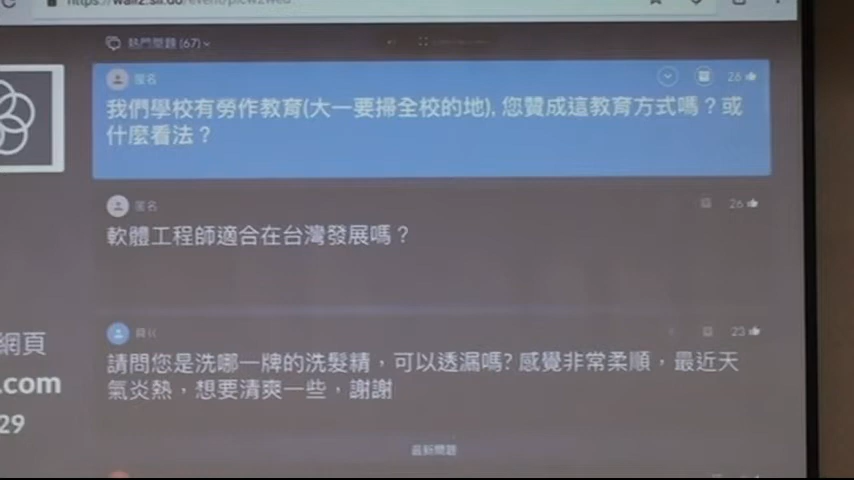 熱門問題 (67)
匿名
26
我們學校有勞作教育(大一要掃全校的地), 您贊成這教育方式嗎？或
什麼看法？
匿名
26
軟體工程師適合在台灣發展嗎？
23
請問您是洗哪一牌的洗髮精，可以透漏嗎? 感覺非常柔順，最近天
氣炎熱，想要清爽一些，謝謝
網頁
.com
29
最新問題